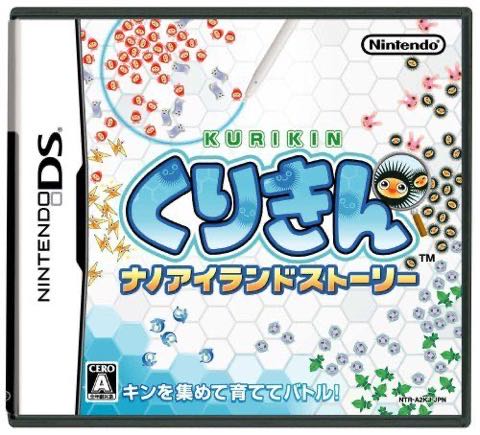 Nintendo
NINTENDO DS
KURIKIN
くりきん
ナノアイランドストーリー
TM
CERO
A
キンを集めて育ててバトル!
NTR-A2KJ-JPN